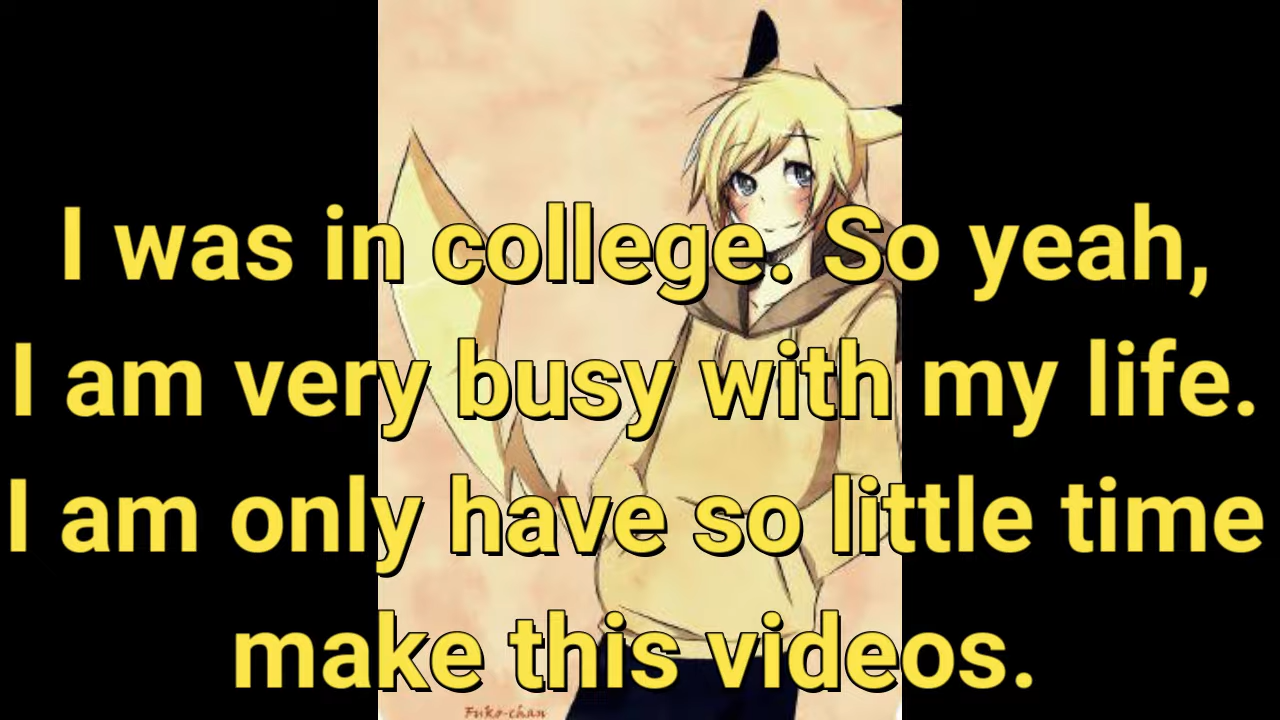 I was in college. So yeah,
I am very busy with my life.
I am only have so little time
make this videos.
Fuko-chan